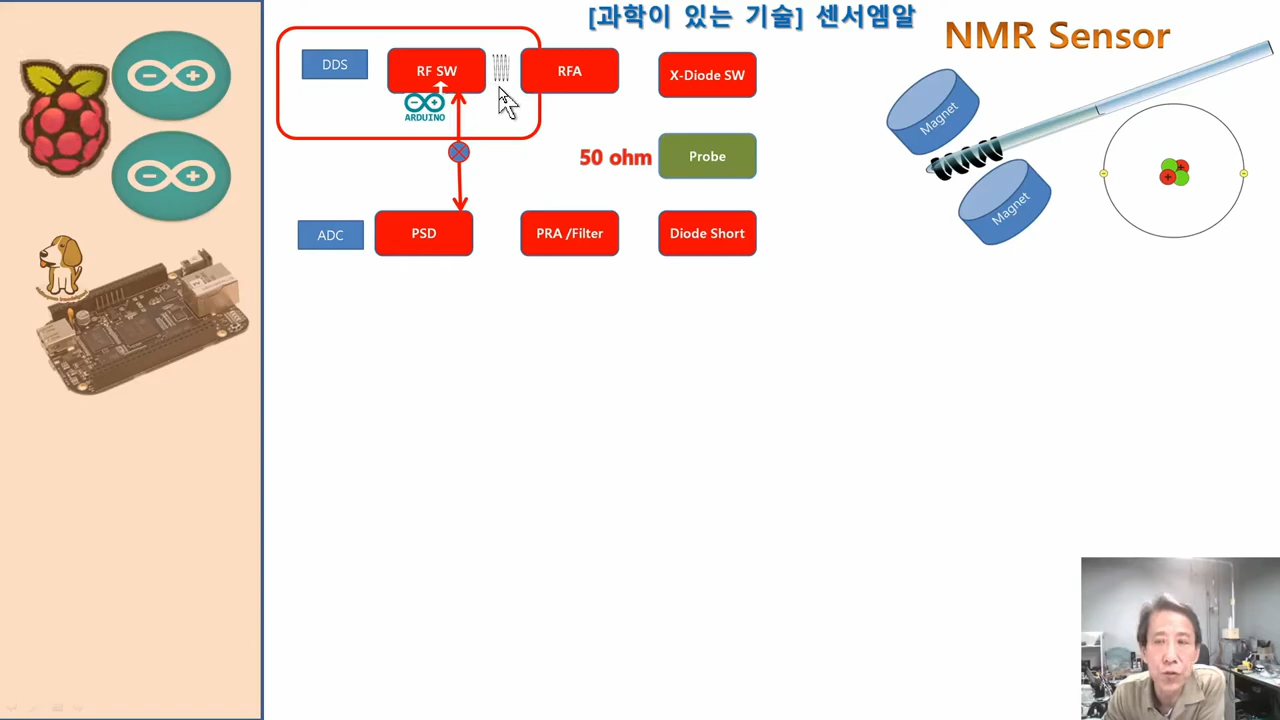 [과학이 있는 기술] 센서엠알
NMR Sensor
DDS
RF SW
RFA
X-Diode SW
ARDUINO
50 ohm
Probe
ADC
PSD
PRA /Filter
Diode Short
Magnet
Magnet